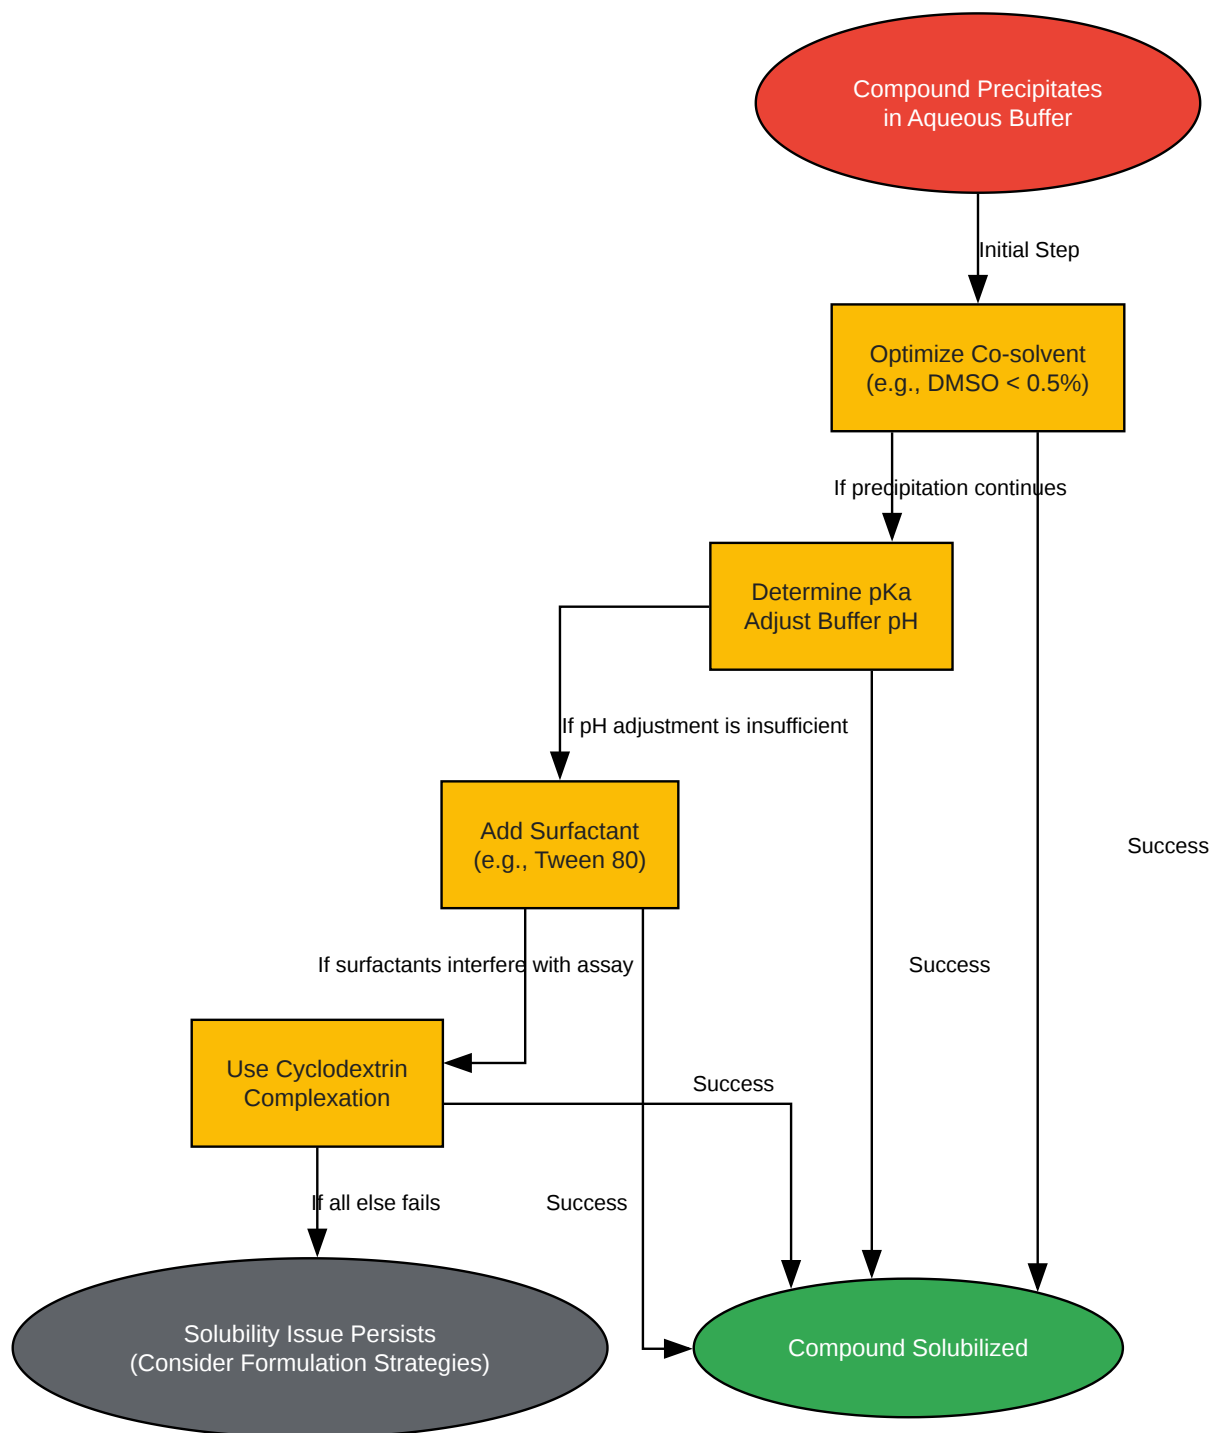 Compound Precipitates
in Aqueous Buffer
Initial Step
Optimize Co-solvent
(e.g., DMSO < 0.5%)
If precipitation continues
Determine pKa
Adjust Buffer pH
If pH adjustment is insufficient
Add Surfactant
(e.g., Tween 80)
Success
If surfactants interfere with assay
Success
Use Cyclodextrin
Complexation
Success
If all else fails
Success
Solubility Issue Persists
(Consider Formulation Strategies)
Compound Solubilized